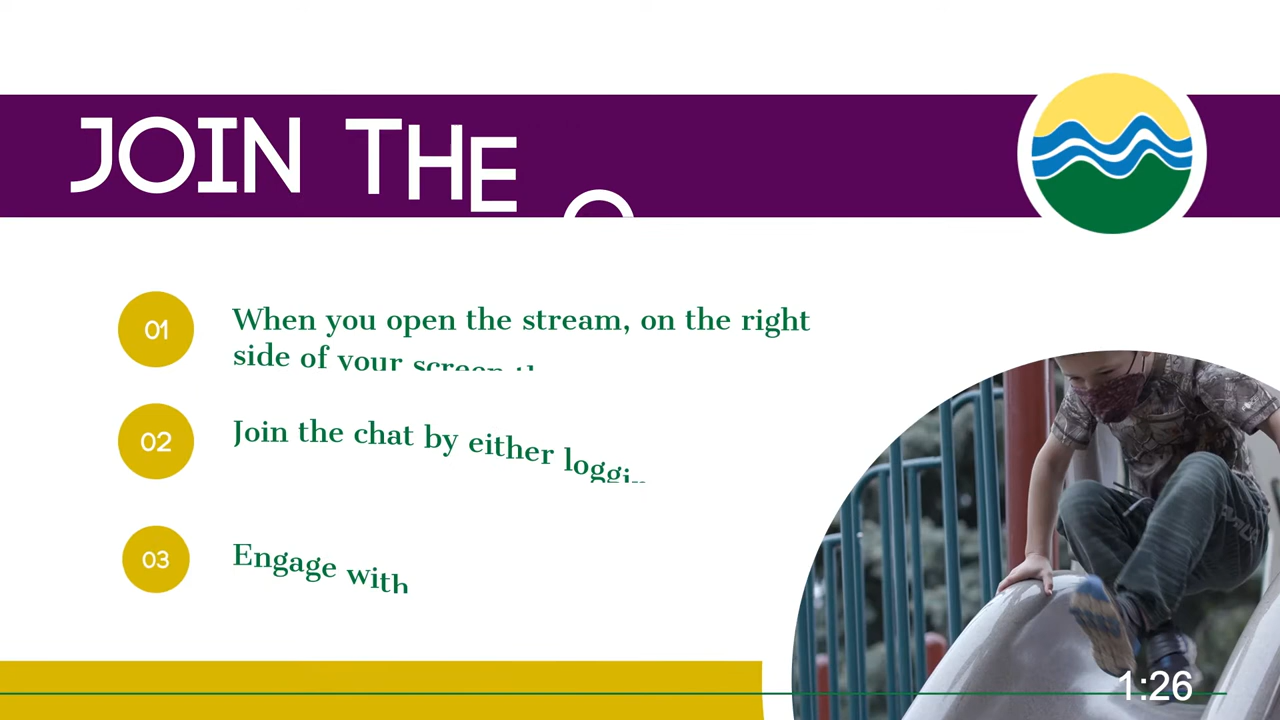 JOIN THE
01
When you open the stream, on the right
side of your screen
02
Join the chat by either
03
Engage with
1:26